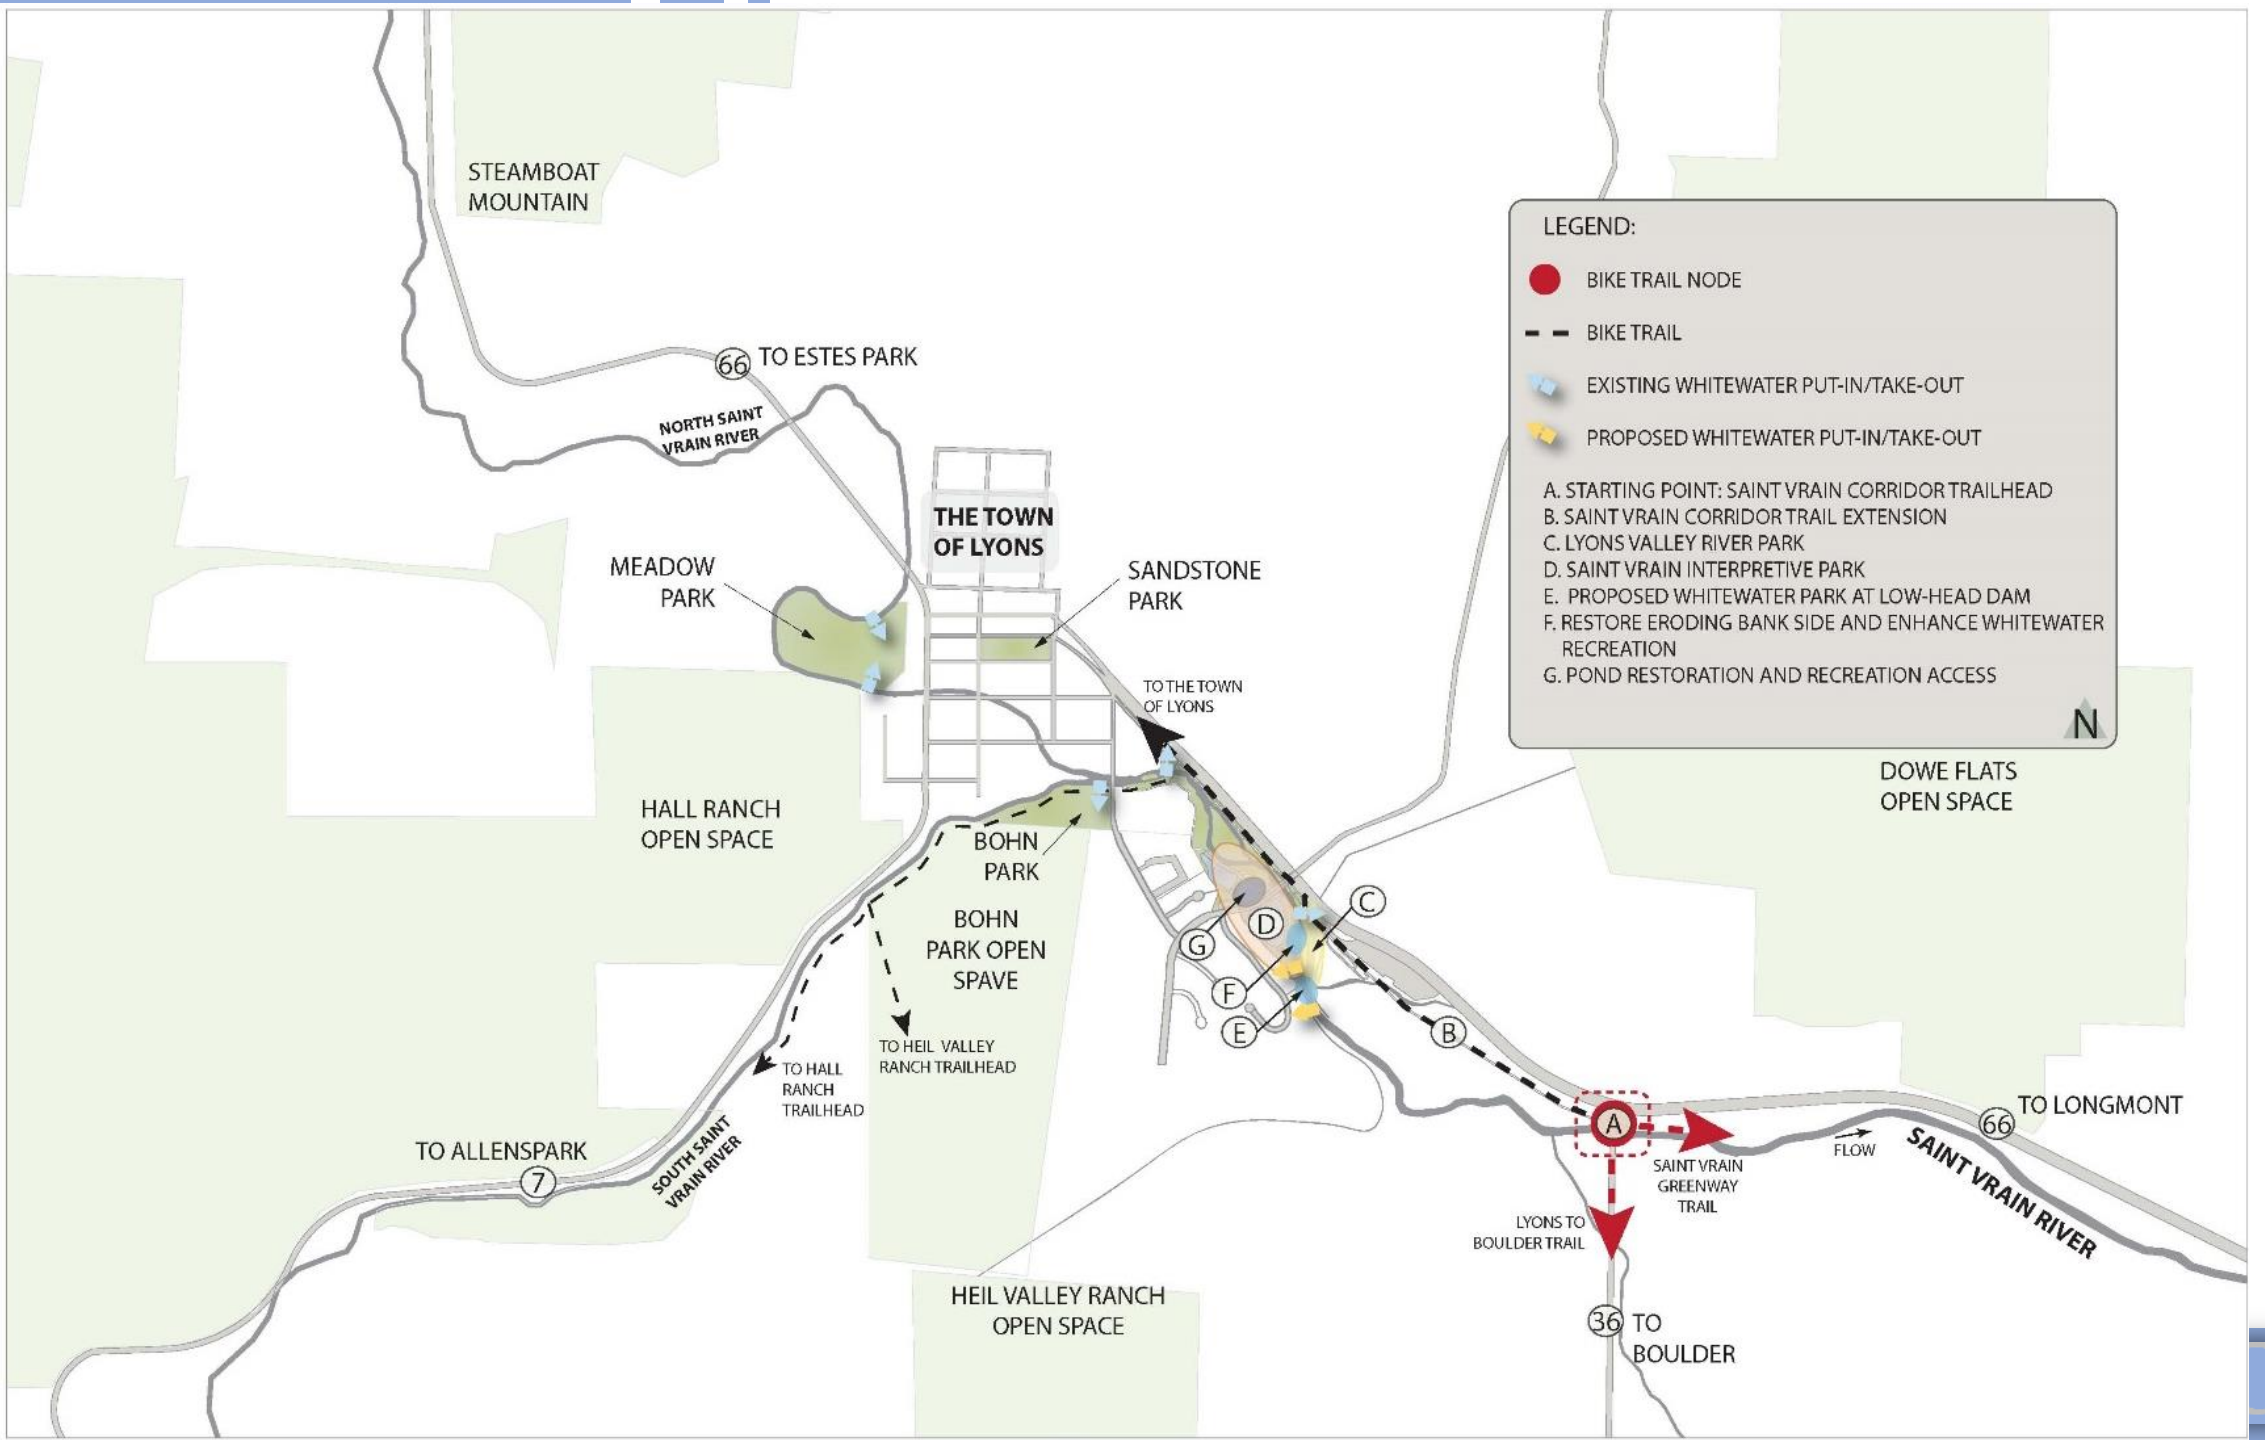 STEAMBOAT
MOUNTAIN
66
TO ESTES PARK
NORTH SAINT
VRAIN RIVER
THE TOWN
OF LYONS
MEADOW
PARK
SANDSTONE
PARK
TO THE TOWN
OF LYONS
LEGEND:
BIKE TRAIL NODE
BIKE TRAIL
EXISTING WHITEWATER PUT-IN/TAKE-OUT
PROPOSED WHITEWATER PUT-IN/TAKE-OUT
A. STARTING POINT: SAINT VRAIN CORRIDOR TRAILHEAD
B. SAINT VRAIN CORRIDOR TRAIL EXTENSION
C. LYONS VALLEY RIVER PARK
D. SAINT VRAIN INTERPRETIVE PARK
E. PROPOSED WHITEWATER PARK AT LOW-HEAD DAM
F. RESTORE ERODING BANK SIDE AND ENHANCE WHITEWATER
RECREATION
G. POND RESTORATION AND RECREATION ACCESS
N
DOWE FLATS
OPEN SPACE
HALL RANCH
OPEN SPACE
BOHN
PARK
BOHN
PARK OPEN
SPAVE
C
D
G
F
E
B
A
TO HEIL VALLEY
RANCH TRAILHEAD
TO HALL
RANCH
TRAILHEAD
TO ALLENSPARK
7
SOUTH SAINT
VRAIN RIVER
TO LONGMONT
66
FLOW
SAINT VRAIN RIVER
SAINT VRAIN
GREENWAY
TRAIL
LYONS TO
BOULDER TRAIL
HEIL VALLEY RANCH
OPEN SPACE
36
TO
BOULDER